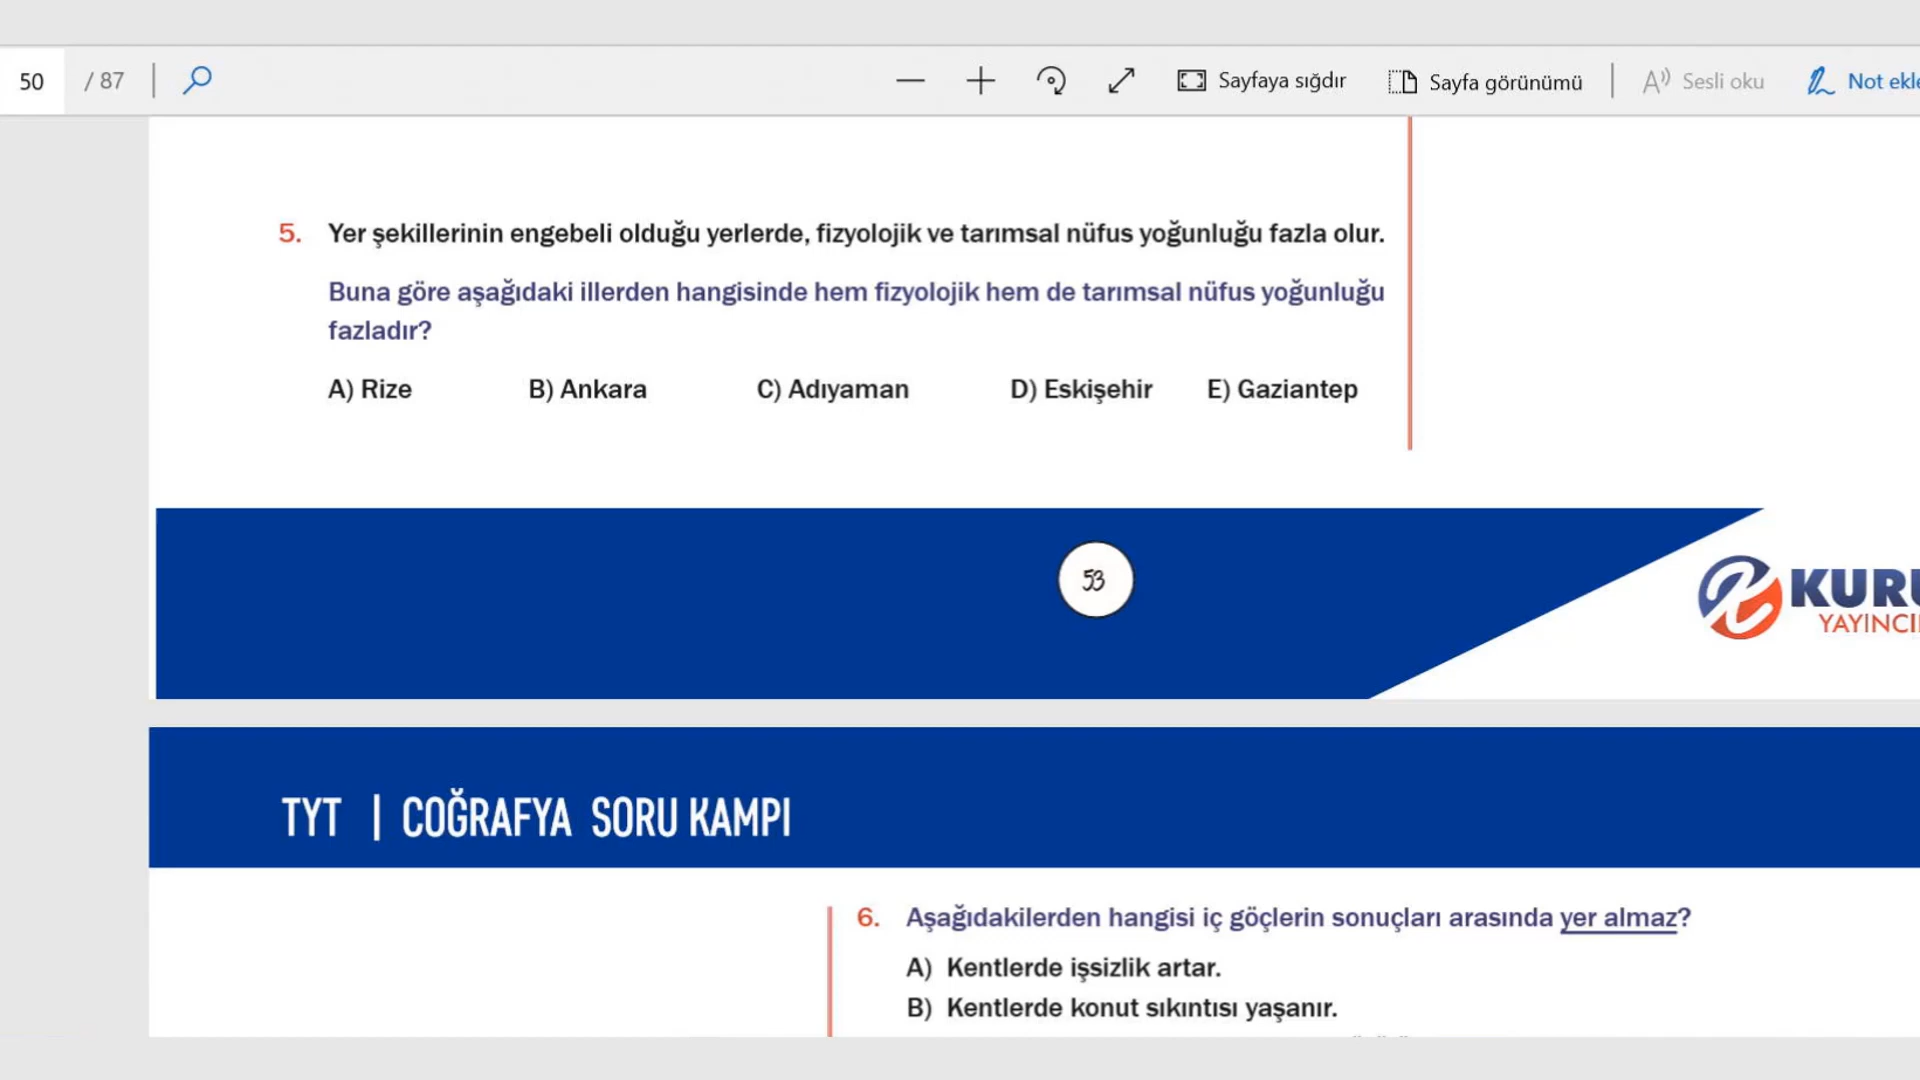 50 / 87 Sayfaya sığdır Sayfa görünümü Sesli oku Not ekle
5. Yer şekillerinin engebeli olduğu yerlerde, fizyolojik ve tarımsal nüfus yoğunluğu fazla olur.
Buna göre aşağıdaki illerden hangisinde hem fizyolojik hem de tarımsal nüfus yoğunluğu
fazladır?
A) Rize B) Ankara C) Adıyaman D) Eskişehir E) Gaziantep
53
YAYINCI
TYT | COĞRAFYA SORU KAMPI
6. Aşağıdakilerden hangisi iç göçlerin sonuçları arasında yer almaz?
A) Kentlerde işsizlik artar.
B) Kentlerde konut sıkıntısı yaşanır.